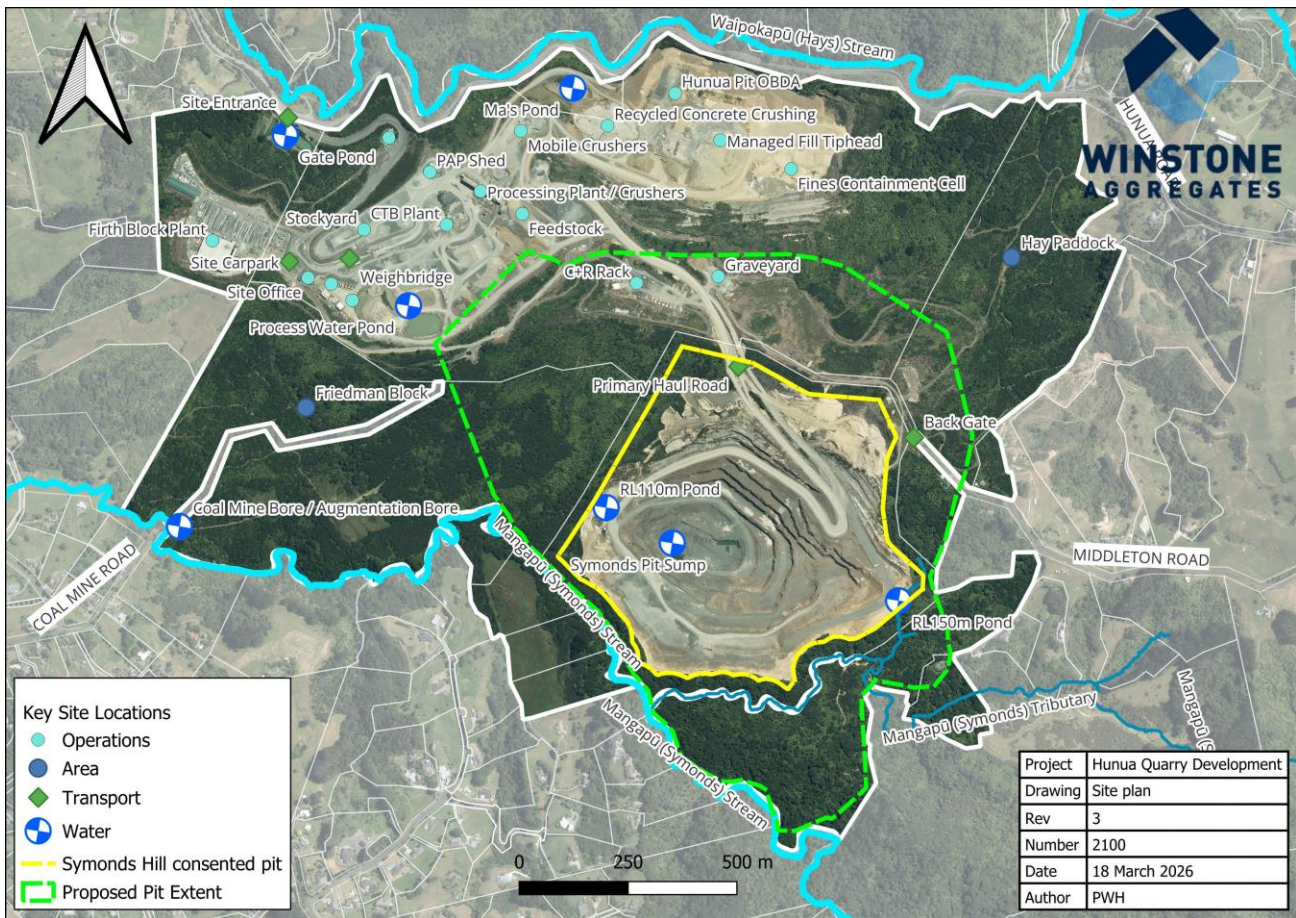 Waipokapū (Hays) Stream
WINSTONE
AGGREGATES
HUNUA ROAD
Site Entrance
Hunua Pit OBDA
Ma's Pond
Recycled Concrete Crushing
Gate Pond
Mobile Crushers
Managed Fill Tiphead
PAP Shed
Fines Containment Cell
Processing Plant / Crushers
Stockyard
CTB Plant
Feedstock
Firth Block Plant
Hay Paddock
Site Carpark
Weighbridge
C+R Rack
Graveyard
Site Office
Process Water Pond
Primary Haul Road
Friedman Block
Back Gate
RL110m Pond
Coal Mine Bore / Augmentation Bore
Symonds Pit Sump
COAL MINE ROAD
MIDDLETON ROAD
Mangapū (Symonds) Stream
RL150m Pond
Mangapū (Symonds) Stream
Mangapū (Symonds) Tributary
Mangapū (S
Key Site Locations
Operations
Area
Transport
Water
Symonds Hill consented pit
Proposed Pit Extent
0 250 500 m
Project Hunua Quarry Development
Drawing Site plan
Rev 3
Number 2100
Date 18 March 2026
Author PWH